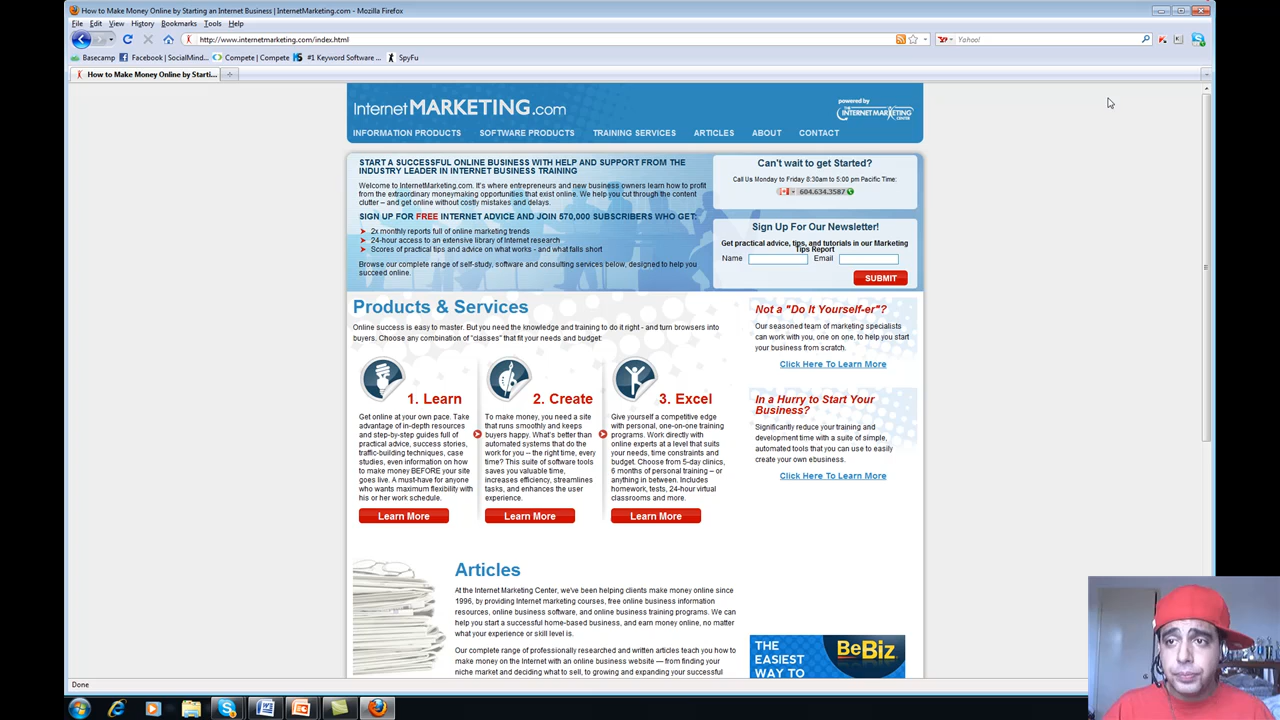 How to Make Money Online by Starting an Internet Business | InternetMarketing.com - Mozilla Firefox
File Edit View History Bookmarks Tools Help
http://www.internetmarketing.com/index.html
Yahoo!
Basecamp Facebook | SocialMind... Compete | Compete #1 Keyword Software ... SpyFu
How to Make Money Online by Starti...
InternetMARKETING.com
powered by
THE INTERNET MARKETING CENTER
INFORMATION PRODUCTS SOFTWARE PRODUCTS TRAINING SERVICES ARTICLES ABOUT CONTACT
START A SUCCESSFUL ONLINE BUSINESS WITH HELP AND SUPPORT FROM THE
INDUSTRY LEADER IN INTERNET BUSINESS TRAINING
Welcome to InternetMarketing.com. It's where entrepreneurs and new business owners learn how to profit
from the extraordinary moneymaking opportunities that exist online. We help you cut through the content
clutter – and get online without costly mistakes and delays.
SIGN UP FOR FREE INTERNET ADVICE AND JOIN 570,000 SUBSCRIBERS WHO GET:
2x monthly reports full of online marketing trends
24-hour access to an extensive library of Internet research
Scores of practical tips and advice on what works - and what falls short
Browse our complete range of self-study, software and consulting services below, designed to help you
succeed online.
Can't wait to get Started?
Call Us Monday to Friday 8:30am to 5:00 pm Pacific Time:
604.634.3587
Sign Up For Our Newsletter!
Get practical advice, tips, and tutorials in our Marketing
Tips Report
Name Email
SUBMIT
Products & Services
Online success is easy to master. But you need the knowledge and training to do it right - and turn browsers into
buyers. Choose any combination of "classes" that fit your needs and budget:
1. Learn
Get online at your own pace. Take
advantage of in-depth resources
and step-by-step guides full of
practical advice, success stories,
traffic-building techniques, case
studies, even information on how
to make money BEFORE your site
goes live. A must-have for anyone
who wants maximum flexibility with
his or her work schedule.
Learn More
2. Create
To make money, you need a site
that runs smoothly and keeps
buyers happy. What's better than
automated systems that do the
work for you – the right time, every
time? This suite of software tools
saves you valuable time,
increases efficiency, streamlines
tasks, and enhances the user
experience.
Learn More
3. Excel
Give yourself a competitive edge
with personal, one-on-one training
programs. Work directly with
online experts at a level that suits
your needs, time constraints and
budget. Choose from 5-day clinics,
6 months of personal training – or
anything in between. Includes
homework, tests, 24-hour virtual
classrooms and more.
Learn More
Not a "Do It Yourself-er"?
Our seasoned team of marketing specialists
can work with you, one on one, to help you start
your business from scratch.
Click Here To Learn More
In a Hurry to Start Your
Business?
Significantly reduce your training and
development time with a suite of simple,
automated tools that you can use to easily
create your own ebusiness.
Click Here To Learn More
Articles
At the Internet Marketing Center, we've been helping clients make money online since
1996, by providing Internet marketing courses, free online business information
resources, online business software, and online business training programs. We can
help you start a successful home-based business, and earn money online, no matter
what your experience or skill level is.
Our complete range of professionally researched and written articles teach you how to
make money on the Internet with an online business website — from finding your
niche market and deciding what to sell, to growing and expanding your successful
THE
EASIEST
WAY TO
BeBiz
Done